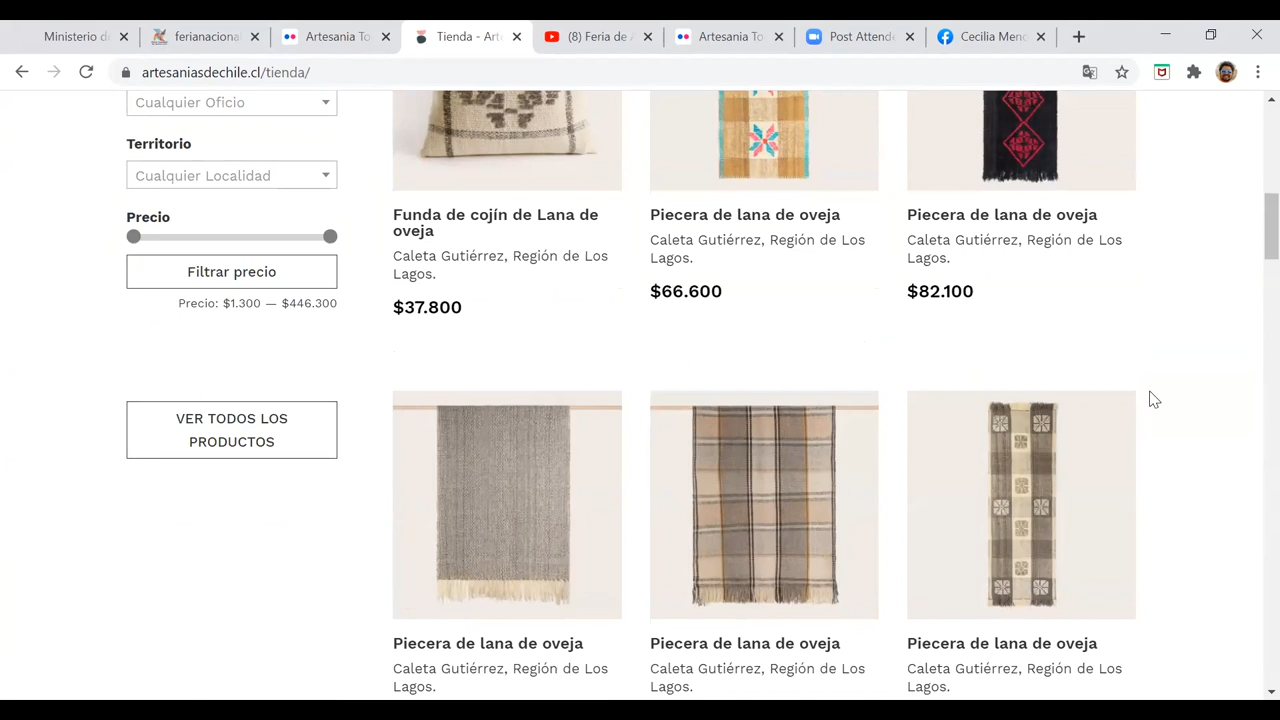 Ministerio de
ferianacional
Artesania To
Tienda - Arte
(8) Feria de A
Artesania To
Post Attende
Cecilia Menc
artesaniasdechile.cl/tienda/
Cualquier Oficio
Territorio
Cualquier Localidad
Precio
Filtrar precio
Precio: $1.300 — $446.300
VER TODOS LOS
PRODUCTOS
Funda de cojín de Lana de
oveja
Caleta Gutiérrez, Región de Los
Lagos.
$37.800
Piecera de lana de oveja
Caleta Gutiérrez, Región de Los
Lagos.
$66.600
Piecera de lana de oveja
Caleta Gutiérrez, Región de Los
Lagos.
$82.100
Piecera de lana de oveja
Caleta Gutiérrez, Región de Los
Lagos.
Piecera de lana de oveja
Caleta Gutiérrez, Región de Los
Lagos.
Piecera de lana de oveja
Caleta Gutiérrez, Región de Los
Lagos.